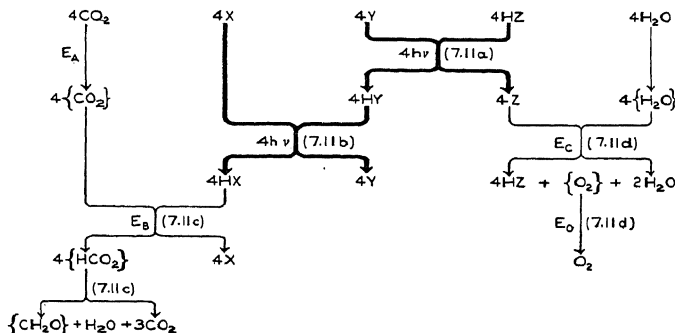 4CO₂ 4X 4Y 4HZ 4H₂O
E_A 4hν (7.11a)
4{CO₂} 4HY 4Z 4{H₂O}
4hν (7.11b) E_C (7.11d)
4HX 4Y 4HZ + {O₂} + 2H₂O
E_B (7.11c) E_O (7.11d)
4{HCO₂} 4X O₂
(7.11c)
{CH₂O} + H₂O + 3CO₂